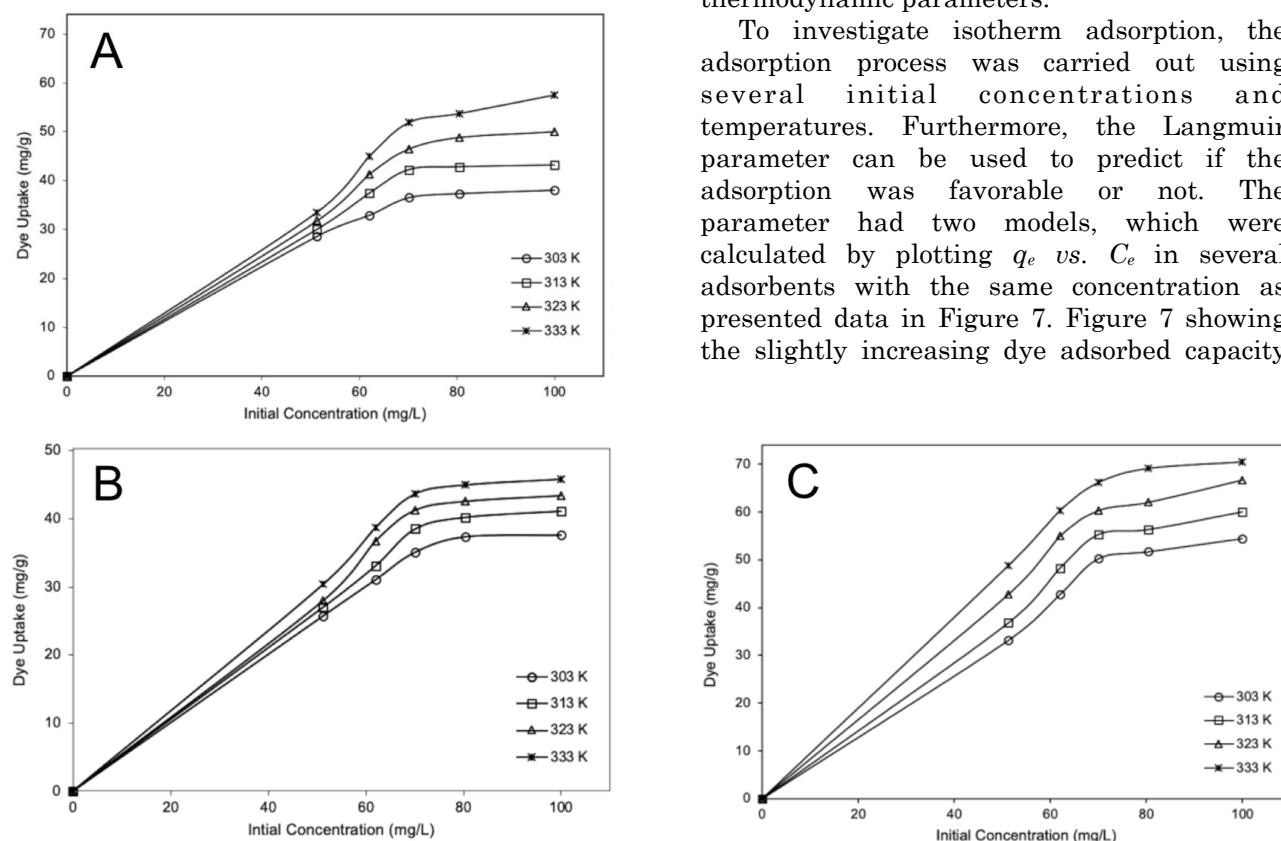 thermodynamic parameters.
To investigate isotherm adsorption, the
adsorption process was carried out using
several initial concentrations and
temperatures. Furthermore, the Langmuir
parameter can be used to predict if the
adsorption was favorable or not. The
parameter had two models, which were
calculated by plotting qe vs. Ce in several
adsorbents with the same concentration as
presented data in Figure 7. Figure 7 showing
the slightly increasing dye adsorbed capacity
A
70
60
50
40
30
20
10
0
Dye Uptake (mg/g)
303 K
313 K
323 K
333 K
0 20 40 60 80 100
Initial Concentration (mg/L)
B
50
40
30
20
10
0
Dye Uptake (mg/g)
303 K
313 K
323 K
333 K
0 20 40 60 80 100
Intial Concentration (mg/L)
C
70
60
50
40
30
20
10
0
Dye Uptake (mg/g)
303 K
313 K
323 K
333 K
0 20 40 60 80 100
Initial Concentration (mg/L)